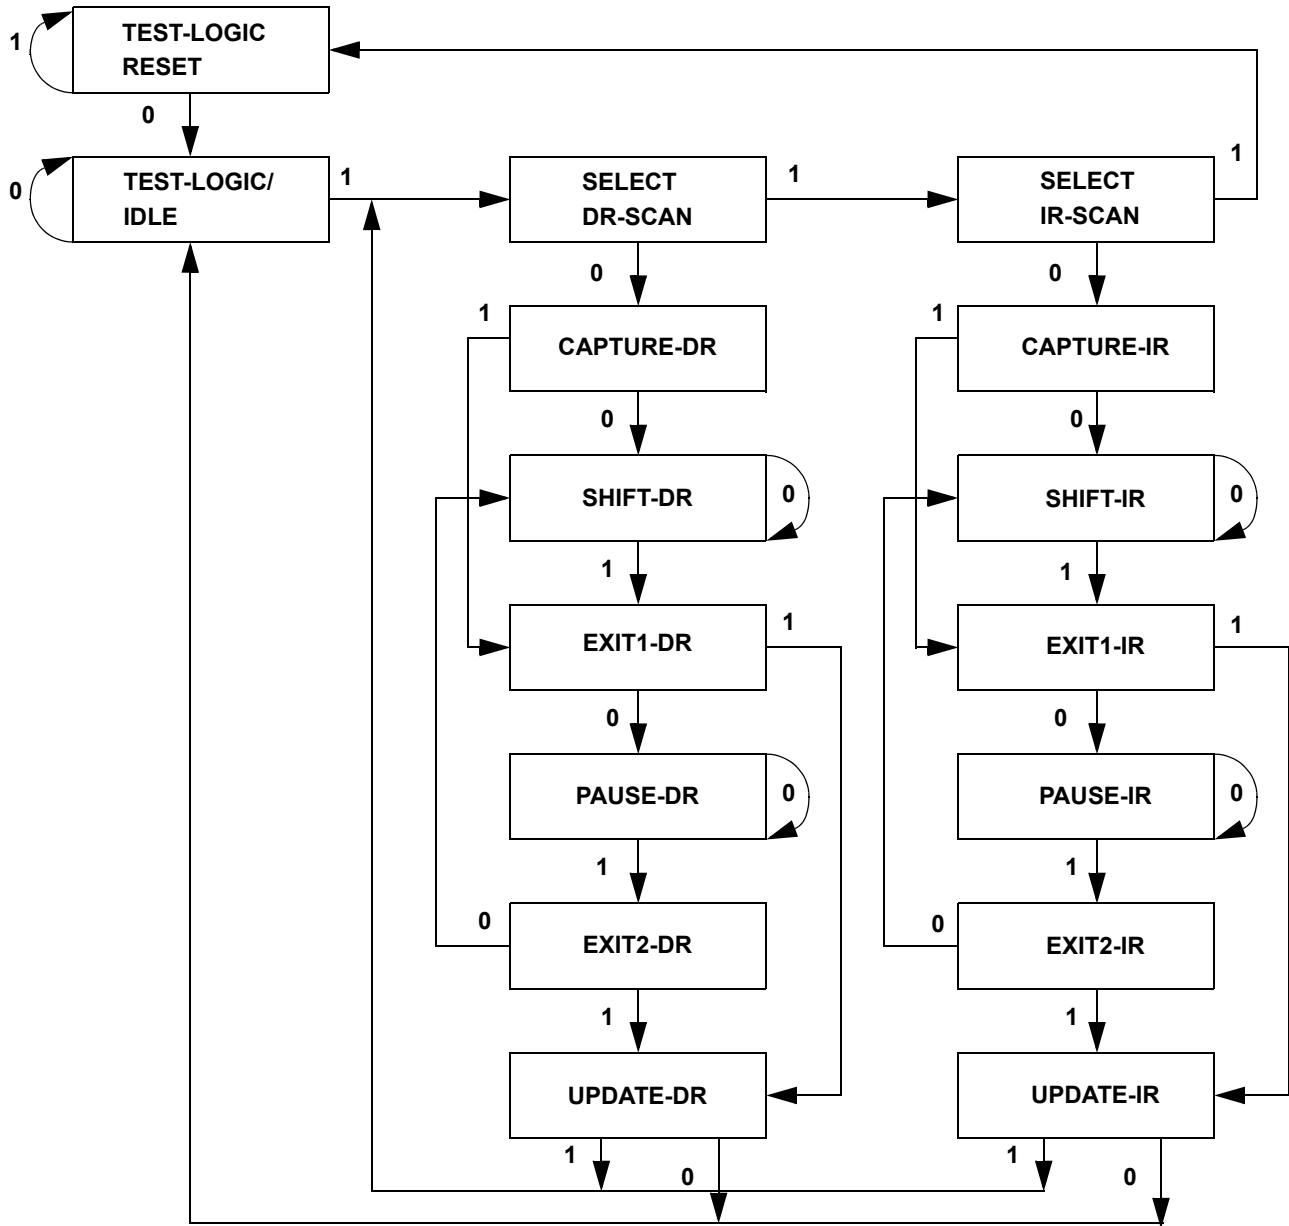 TEST-LOGIC
RESET
1
0
TEST-LOGIC/
IDLE
0
1
SELECT
DR-SCAN
1
SELECT
IR-SCAN
1
0
0
1
CAPTURE-DR
1
CAPTURE-IR
0
0
SHIFT-DR
0
SHIFT-IR
0
1
1
EXIT1-DR
1
EXIT1-IR
1
0
0
PAUSE-DR
0
PAUSE-IR
0
1
1
0
EXIT2-DR
0
EXIT2-IR
1
1
UPDATE-DR
UPDATE-IR
1
0
1
0